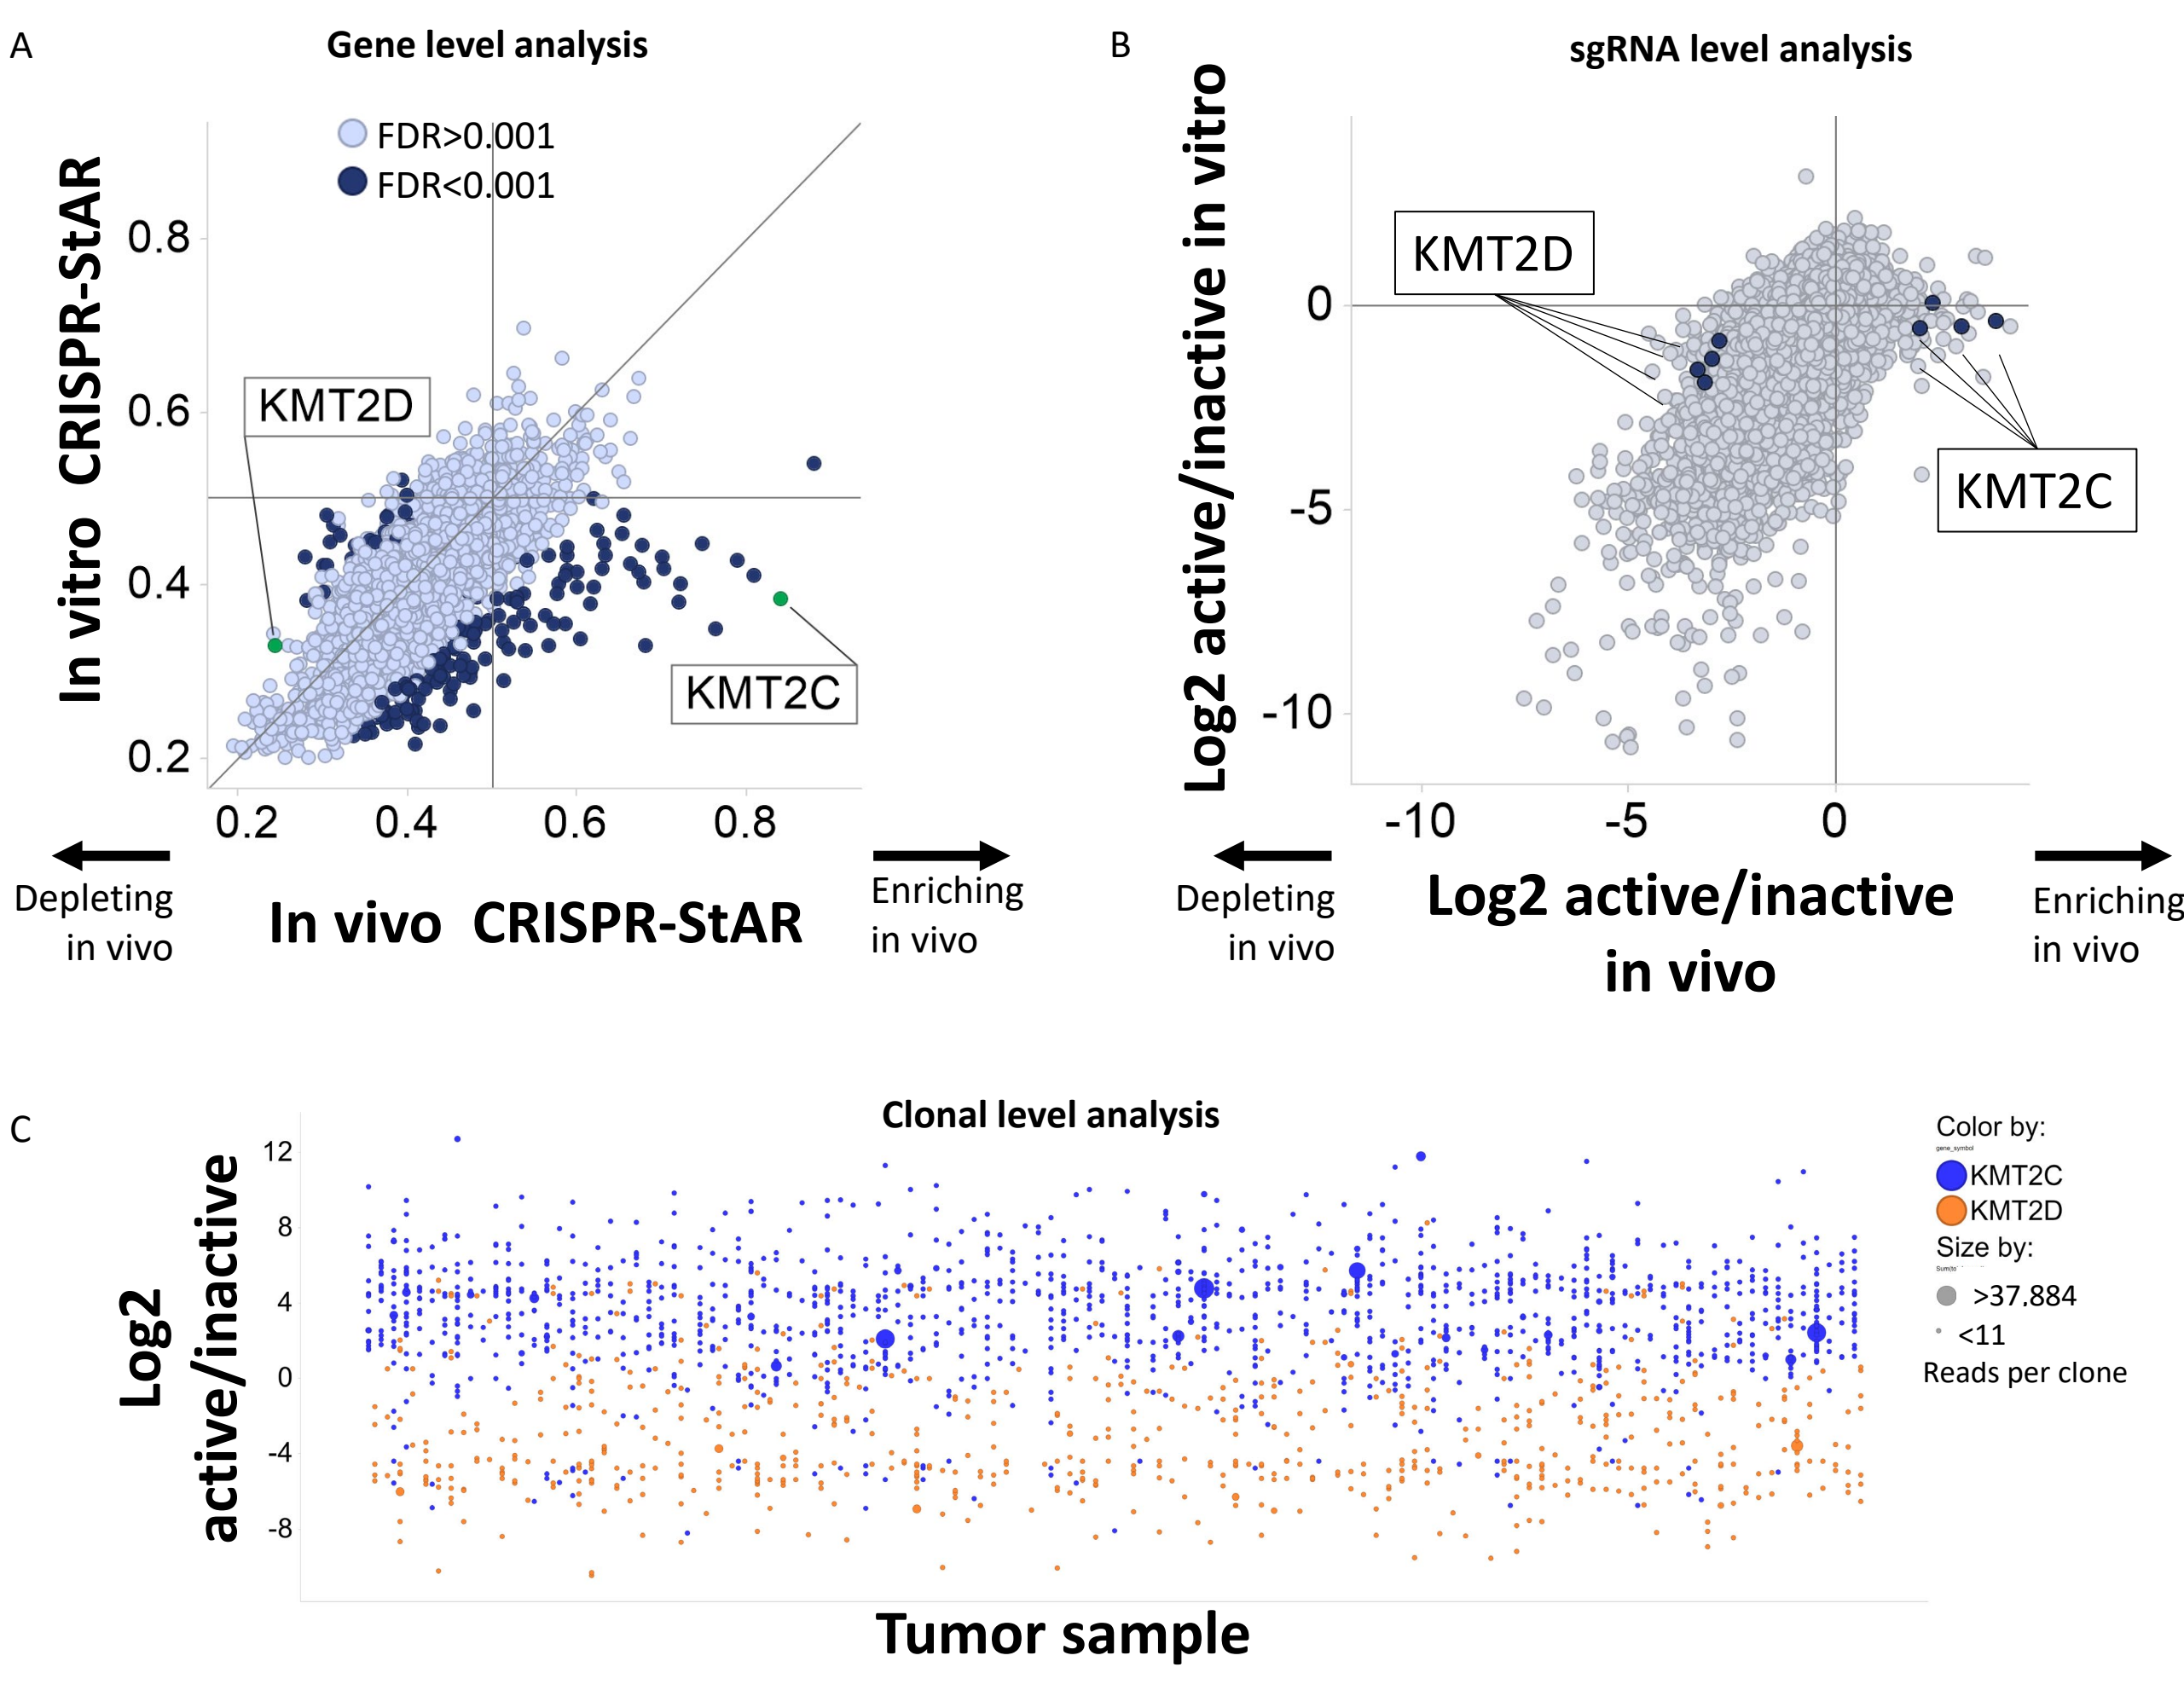 A
Gene level analysis
FDR>0.001
FDR<0.001
In vitro CRISPR-StAR
0.8
0.6
0.4
0.2
KMT2D
KMT2C
0.2 0.4 0.6 0.8
Depleting
in vivo
In vivo CRISPR-StAR
Enriching
in vivo
B
sgRNA level analysis
Log2 active/inactive in vitro
0
-5
-10
KMT2D
KMT2C
-10 -5 0
Depleting
in vivo
Log2 active/inactive
in vivo
Enriching
in vivo
C
Clonal level analysis
Log2
active/inactive
12
8
4
0
-4
-8
Tumor sample
Color by:
gene_symbol
KMT2C
KMT2D
Size by:
>37,884
<11
Reads per clone